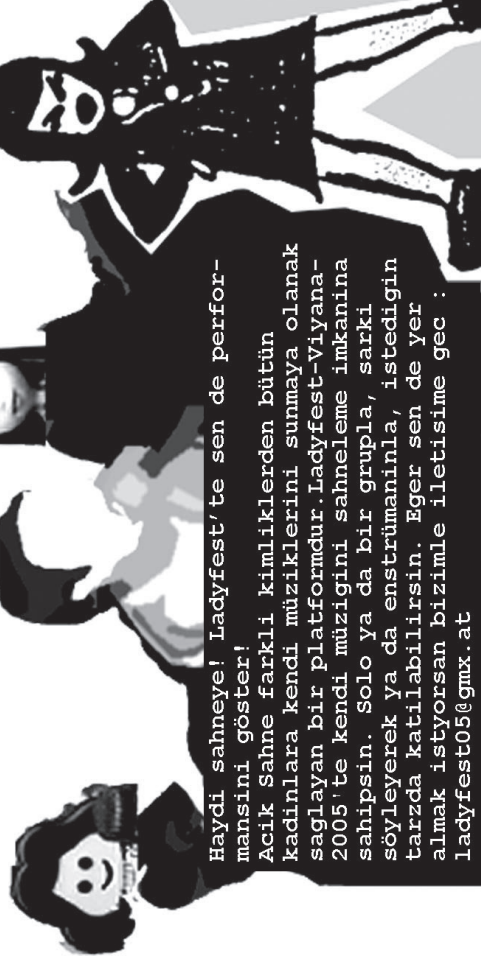 Haydi sahneye! Ladyfest'te sen de perfor-
mansini göster!
Acik Sahne farkli kimliklerden bütün
kadinlara kendi müziklerini sunmaya olanak
saglayan bir platformdur.Ladyfest-Viyana-
2005'te kendi müzigini sahneleme imkanina
sahipsin. Solo ya da bir grupla, sarki
söyleyerek ya da enstrümaninla, istedigin
tarzda katilabilirsin. Eger sen de yer
almak istyorsan bizimle iletisime gec :
ladyfest05@gmx.at